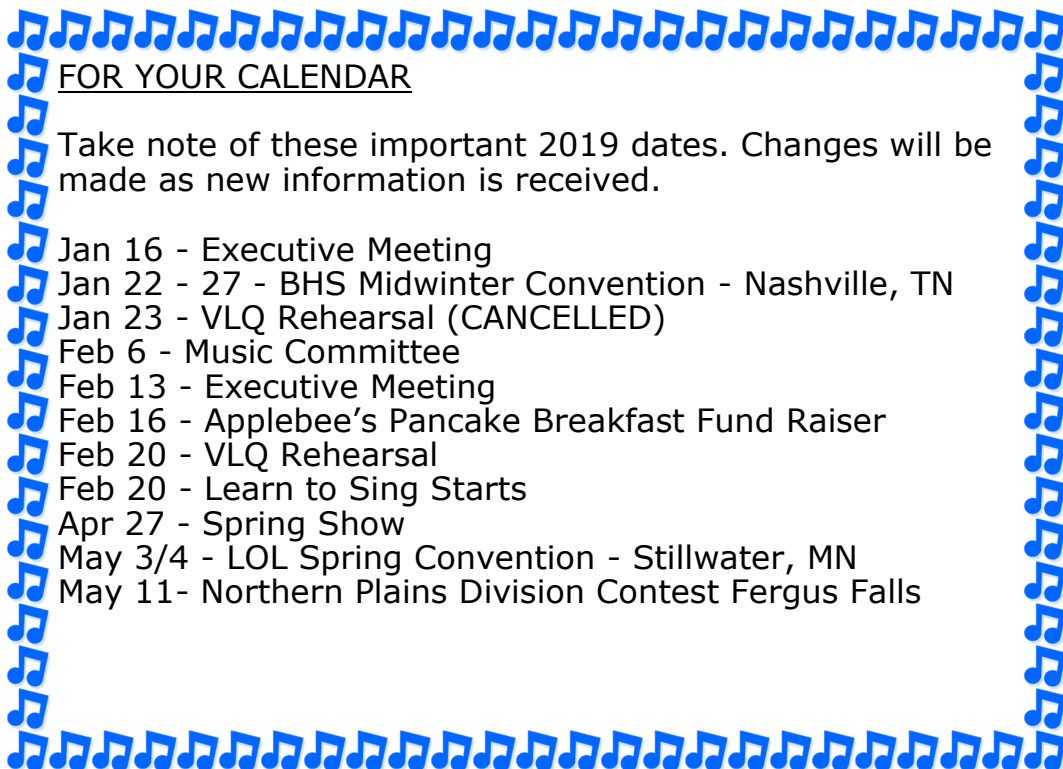 FOR YOUR CALENDAR
Take note of these important 2019 dates. Changes will be
made as new information is received.
Jan 16 - Executive Meeting
Jan 22 - 27 - BHS Midwinter Convention - Nashville, TN
Jan 23 - VLQ Rehearsal (CANCELLED)
Feb 6 - Music Committee
Feb 13 - Executive Meeting
Feb 16 - Applebee’s Pancake Breakfast Fund Raiser
Feb 20 - VLQ Rehearsal
Feb 20 - Learn to Sing Starts
Apr 27 - Spring Show
May 3/4 - LOL Spring Convention - Stillwater, MN
May 11- Northern Plains Division Contest Fergus Falls